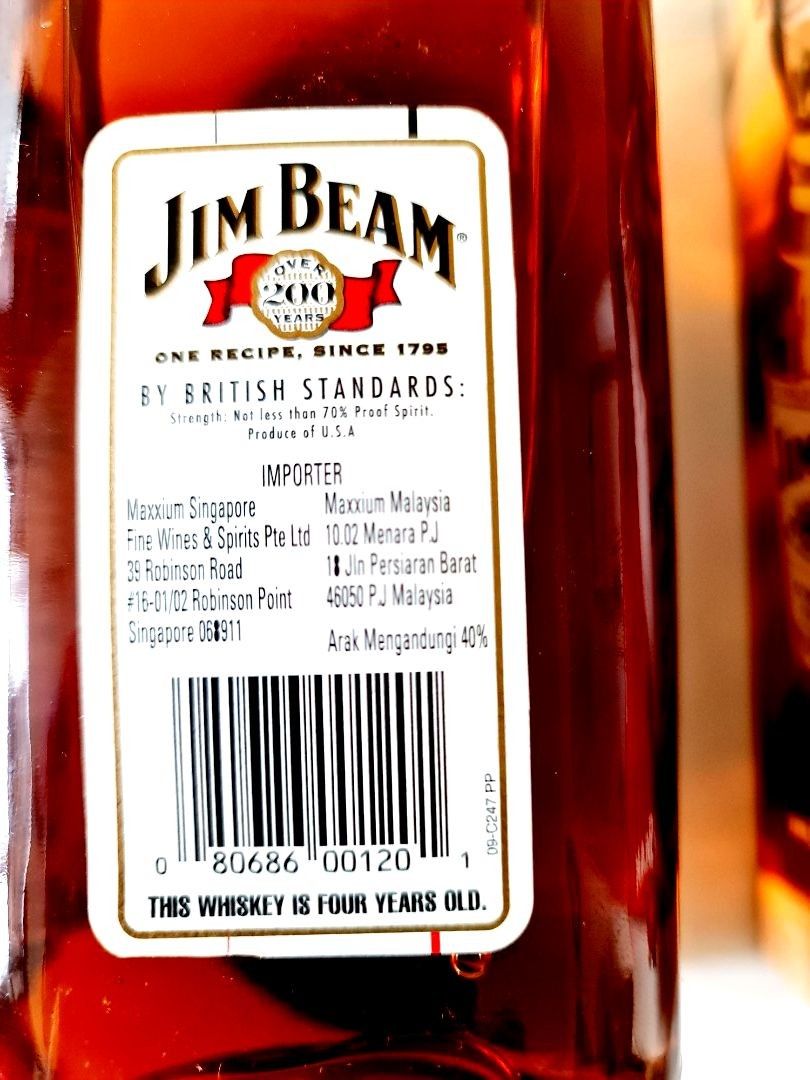 JIM BEAM®
OVER
200
YEARS
ONE RECIPE, SINCE 1795
BY BRITISH STANDARDS:
Strength: Not less than 70% Proof Spirit.
Produce of U.S.A
IMPORTER
Maxxium Singapore
Fine Wines & Spirits Pte Ltd
39 Robinson Road
#16-01/02 Robinson Point
Singapore 068911
Maxxium Malaysia
10.02 Menara PJ
18 Jln Persiaran Barat
46050 PJ Malaysia
Arak Mengandungi 40%
09-C247 PP
0 80686 00120 1
THIS WHISKEY IS FOUR YEARS OLD.